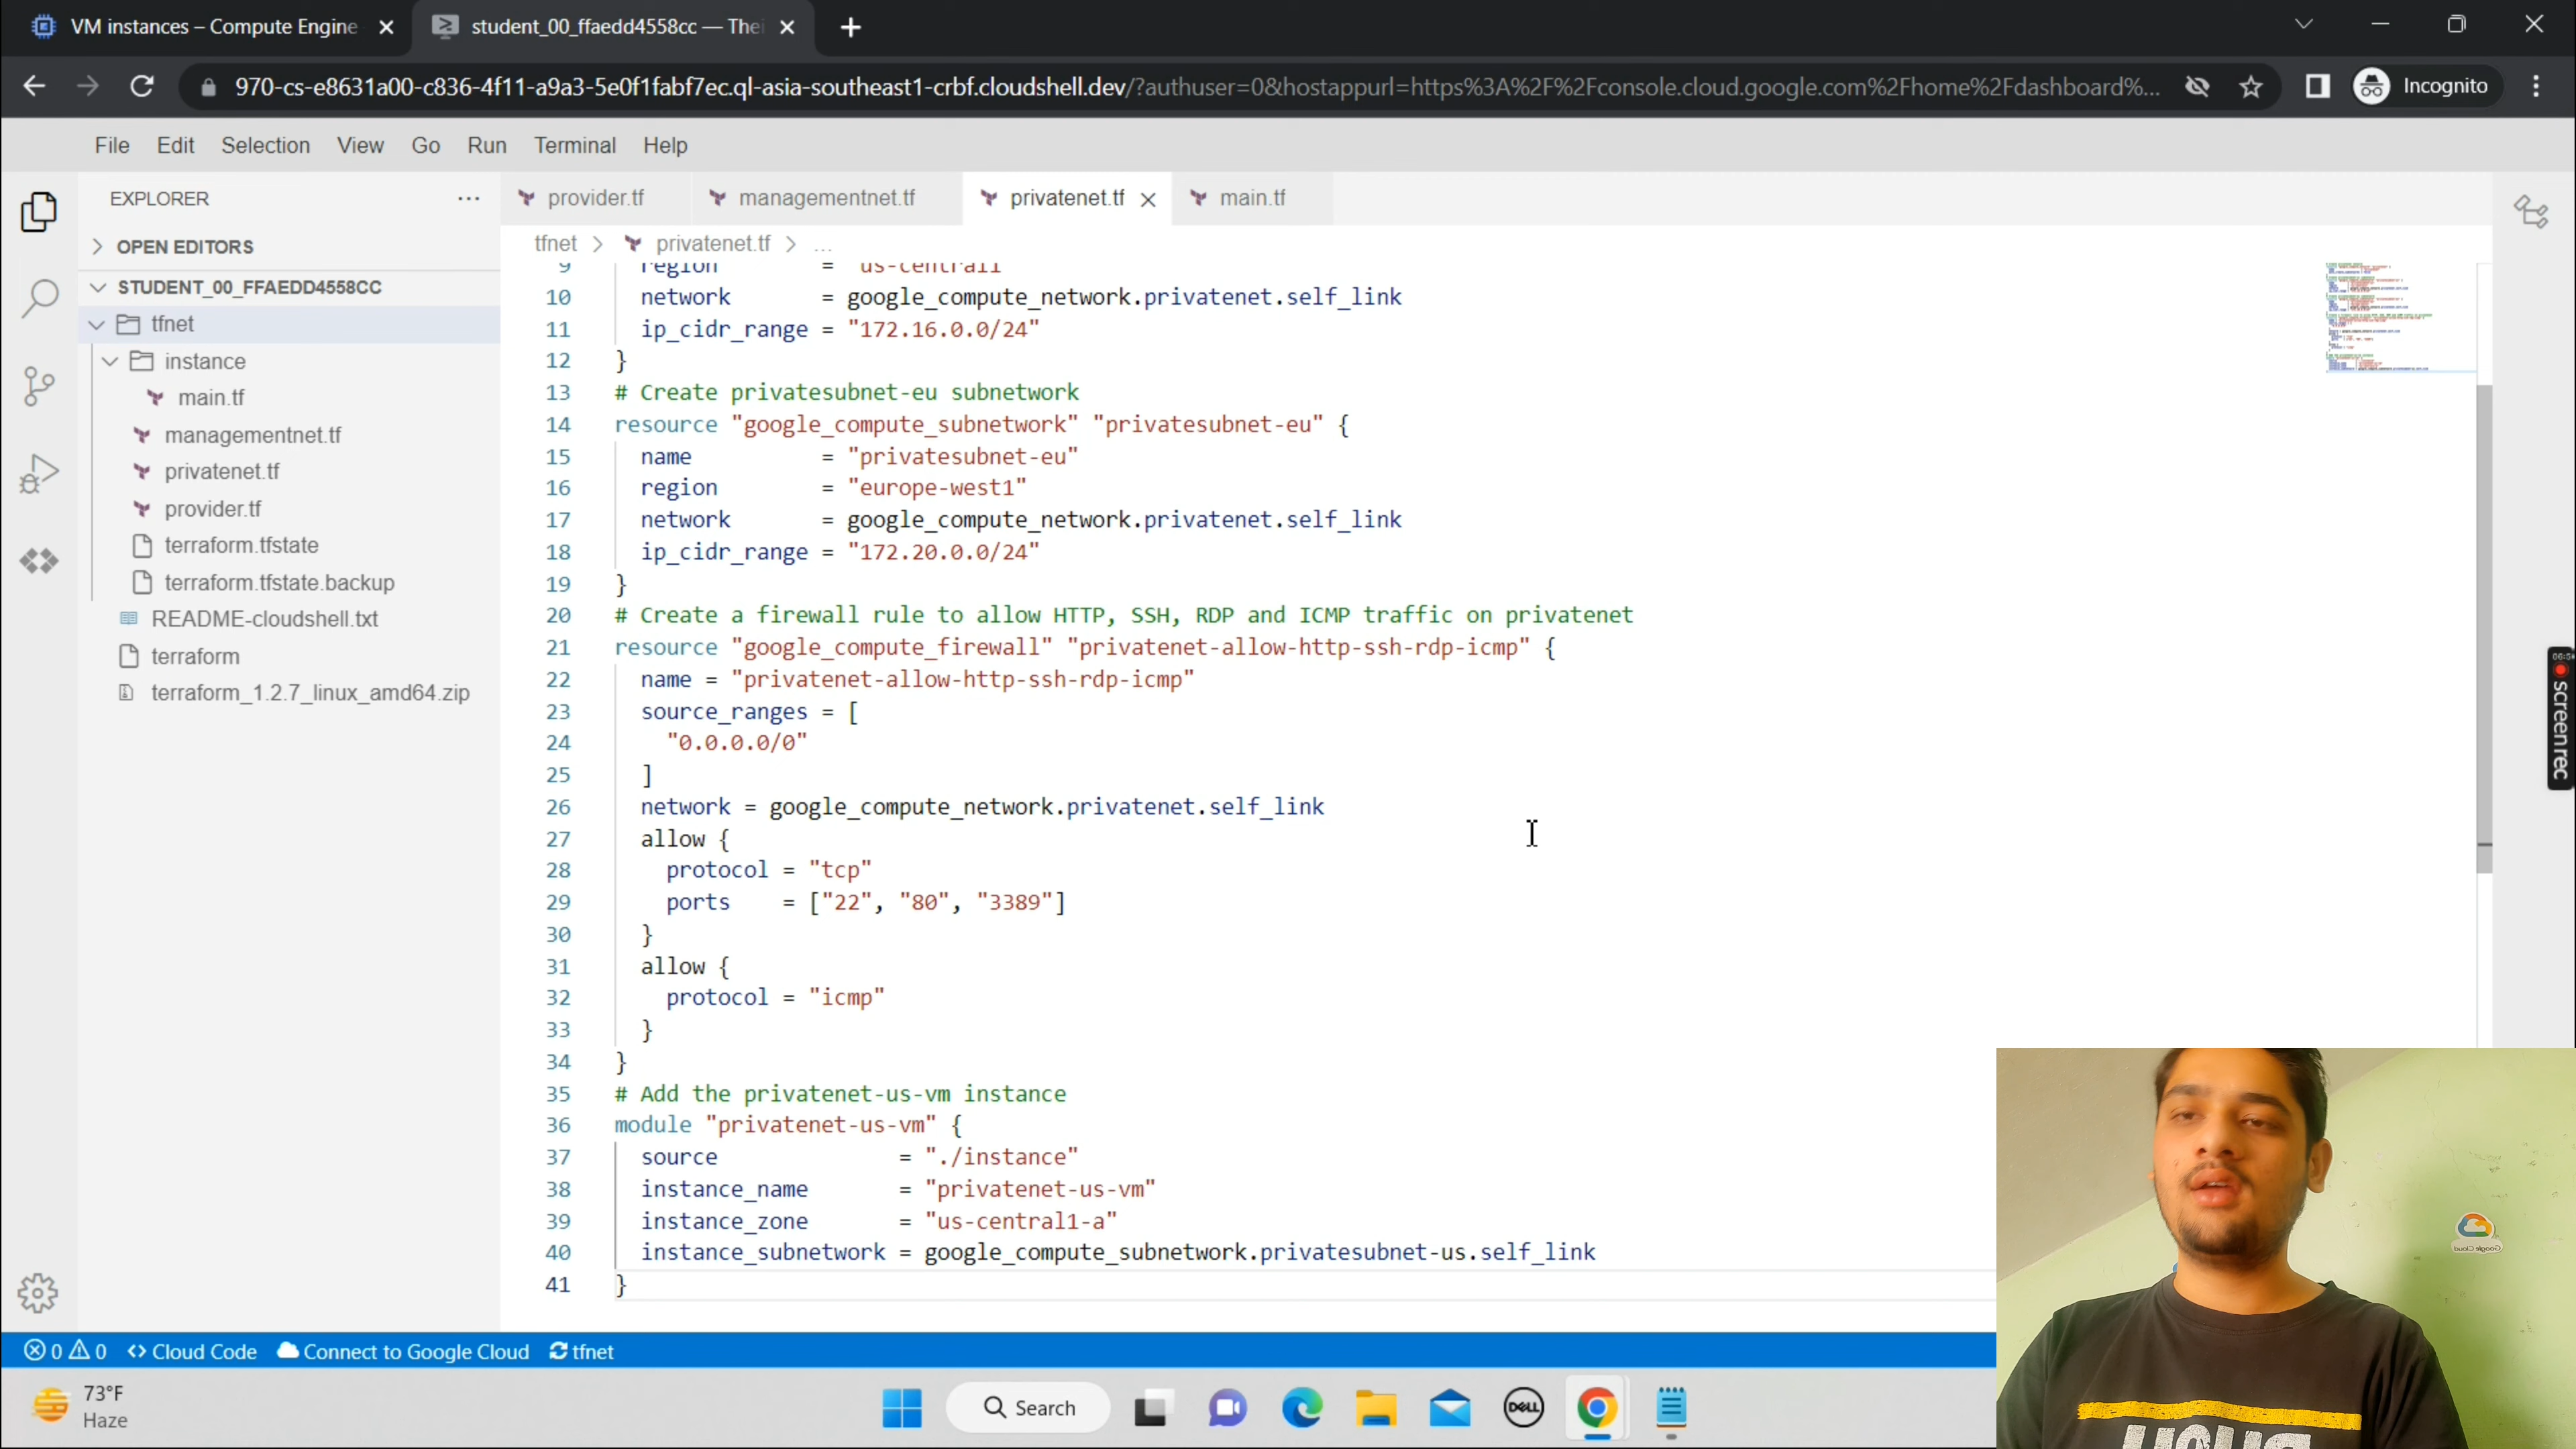 VM instances – Compute Engine
student_00_ffaedd4558cc — Thei
970-cs-e8631a00-c836-4f11-a9a3-5e0f1fabf7ec.ql-asia-southeast1-crbf.cloudshell.dev/?authuser=0&hostappurl=https%3A%2F%2Fconsole.cloud.google.com%2Fhome%2Fdashboard%...
Incognito
File Edit Selection View Go Run Terminal Help
EXPLORER
OPEN EDITORS
STUDENT_00_FFAEDD4558CC
tfnet
instance
main.tf
managementnet.tf
privatenet.tf
provider.tf
terraform.tfstate
terraform.tfstate.backup
README-cloudshell.txt
terraform
terraform_1.2.7_linux_amd64.zip
provider.tf managementnet.tf privatenet.tf main.tf
tfnet > privatenet.tf > ...
9 region = "us-central1"
10 network = google_compute_network.privatenet.self_link
11 ip_cidr_range = "172.16.0.0/24"
12 }
13 # Create privatesubnet-eu subnetwork
14 resource "google_compute_subnetwork" "privatesubnet-eu" {
15 name = "privatesubnet-eu"
16 region = "europe-west1"
17 network = google_compute_network.privatenet.self_link
18 ip_cidr_range = "172.20.0.0/24"
19 }
20 # Create a firewall rule to allow HTTP, SSH, RDP and ICMP traffic on privatenet
21 resource "google_compute_firewall" "privatenet-allow-http-ssh-rdp-icmp" {
22 name = "privatenet-allow-http-ssh-rdp-icmp"
23 source_ranges = [
24 "0.0.0.0/0"
25 ]
26 network = google_compute_network.privatenet.self_link
27 allow {
28 protocol = "tcp"
29 ports = ["22", "80", "3389"]
30 }
31 allow {
32 protocol = "icmp"
33 }
34 }
35 # Add the privatenet-us-vm instance
36 module "privatenet-us-vm" {
37 source = "./instance"
38 instance_name = "privatenet-us-vm"
39 instance_zone = "us-central1-a"
40 instance_subnetwork = google_compute_subnetwork.privatesubnet-us.self_link
41 }
screenrec
Google Cloud
0 0 Cloud Code Connect to Google Cloud tfnet
73°F
Haze
Search
DELL